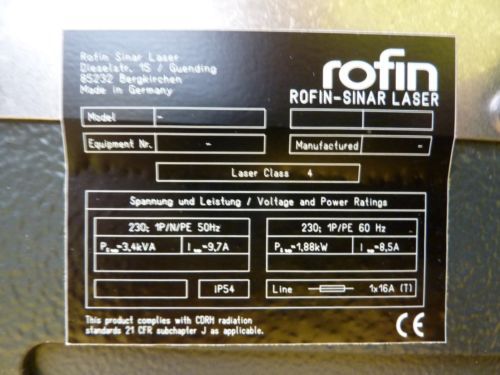 Rofin Sinar Laser
Dieselstr. 15 / Guending
85232 Bergkirchen
Made in Germany
rofin
ROFIN-SINAR LASER
Model -
Equipment Nr. -
Manufactured -
Laser Class 4
Spannung und Leistung / Voltage and Power Ratings
230; 1P/N/PE 50Hz
230; 1P/PE 60 Hz
P =3,4kVA I =9,7A
P =1,88kW I =8,5A
IP54
Line 1x16A (T)
This product complies with CDRH radiation
standards 21 CFR subchapter J as applicable.
CE